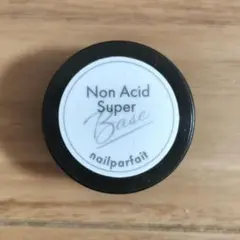 Non Acid
Super
Base
nailparfait